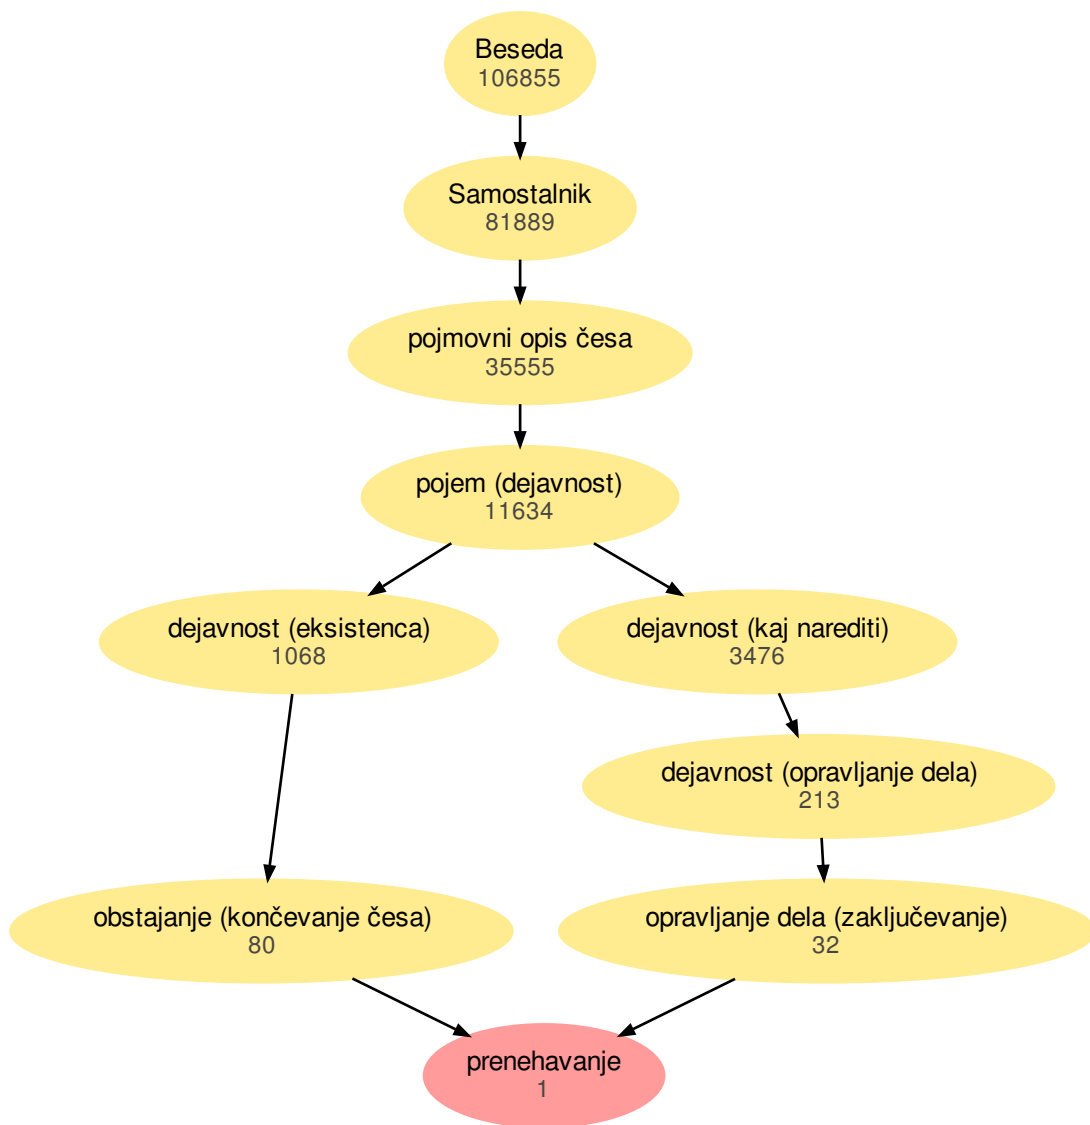 Beseda
106855
Samostalnik
81889
pojmovni opis česa
35555
pojem (dejavnost)
11634
dejavnost (eksistenca)
1068
dejavnost (kaj narediti)
3476
dejavnost (opravljanje dela)
213
obstajanje (končevanje česa)
80
opravljanje dela (zaključevanje)
32
prenehavanje
1